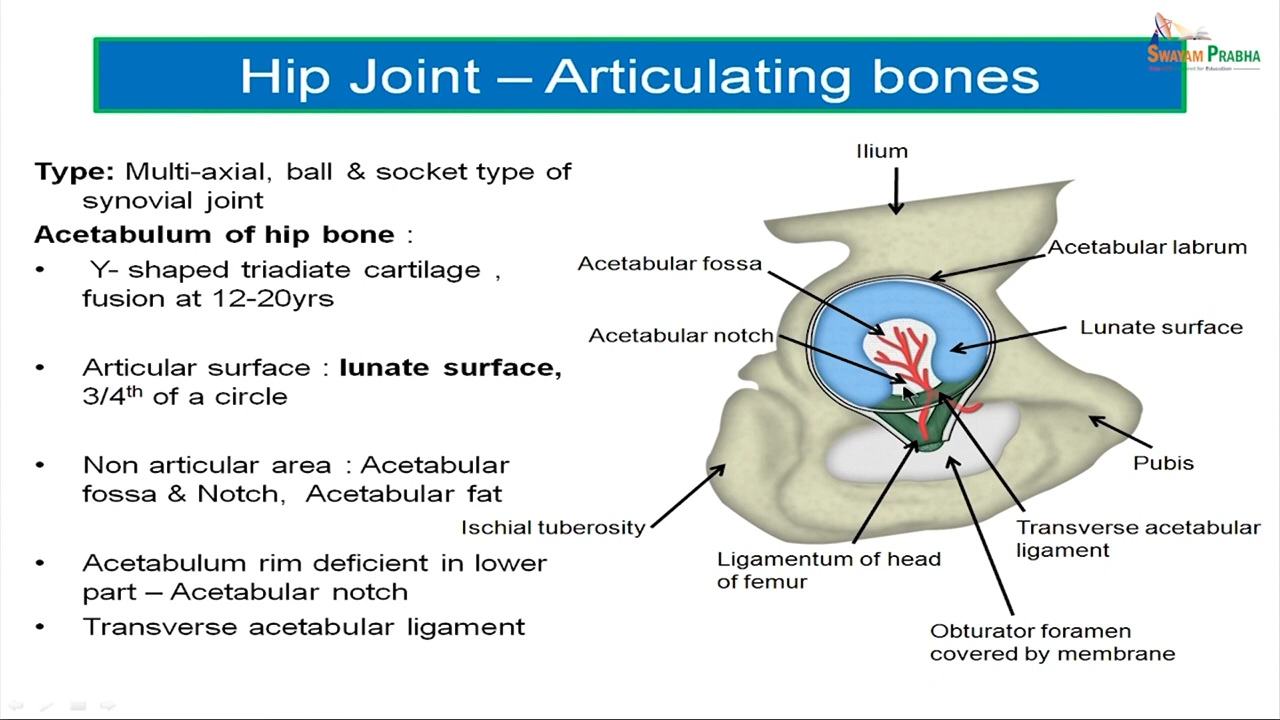 SWAYAM PRABHA
Hip Joint – Articulating bones
Type: Multi-axial, ball & socket type of
synovial joint
Acetabulum of hip bone :
• Y- shaped triadiate cartilage ,
fusion at 12-20yrs
• Articular surface : lunate surface,
3/4th of a circle
• Non articular area : Acetabular
fossa & Notch, Acetabular fat
• Acetabulum rim deficient in lower
part – Acetabular notch
• Transverse acetabular ligament
Ilium
Acetabular labrum
Acetabular fossa
Lunate surface
Acetabular notch
Pubis
Ischial tuberosity
Transverse acetabular
ligament
Ligamentum of head
of femur
Obturator foramen
covered by membrane